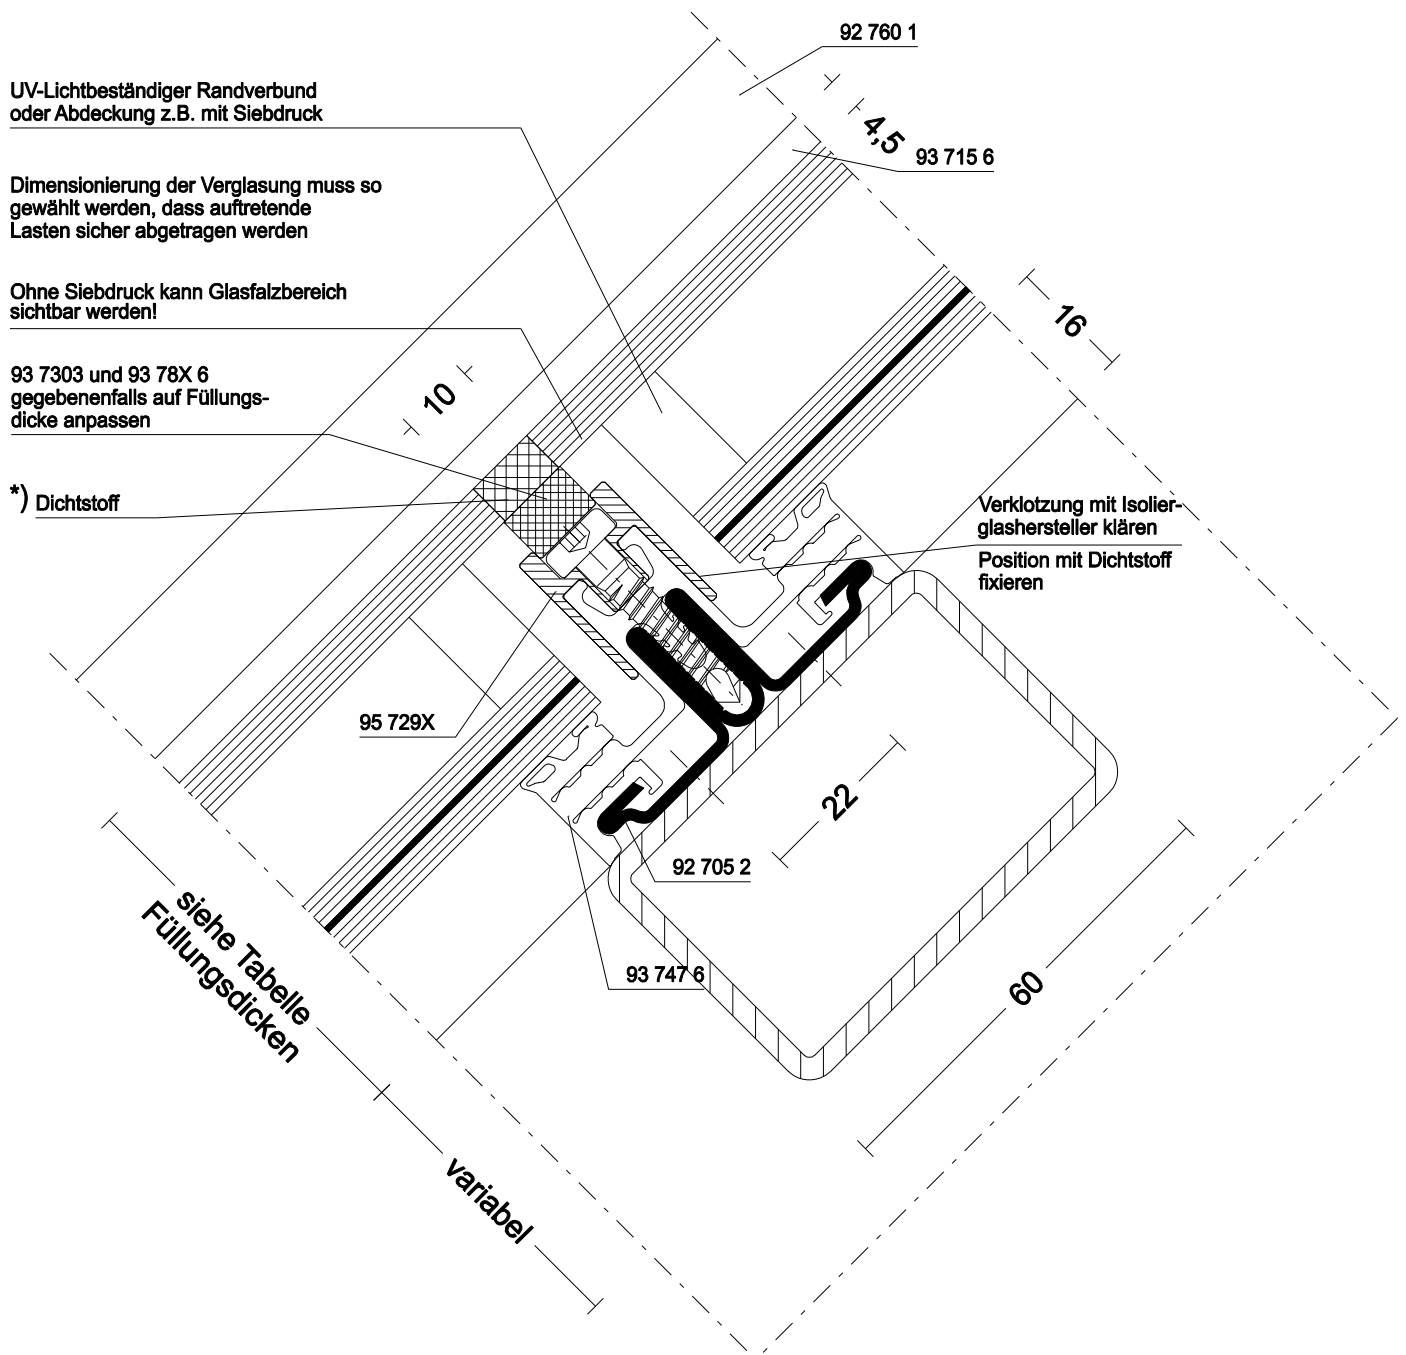 92 760 1
UV-Lichtbeständiger Randverbund
oder Abdeckung z.B. mit Siebdruck
4,5
93 715 6
Dimensionierung der Verglasung muss so
gewählt werden, dass auftretende
Lasten sicher abgetragen werden
Ohne Siebdruck kann Glasfalzbereich
sichtbar werden!
16
93 7303 und 93 78X 6
gegebenenfalls auf Füllungs-
dicke anpassen
10
*) Dichtstoff
Verklotzung mit Isolier-
glashersteller klären
Position mit Dichtstoff
fixieren
95 729X
22
92 705 2
93 747 6
60
siehe Tabelle
Füllungsdicken
variabel